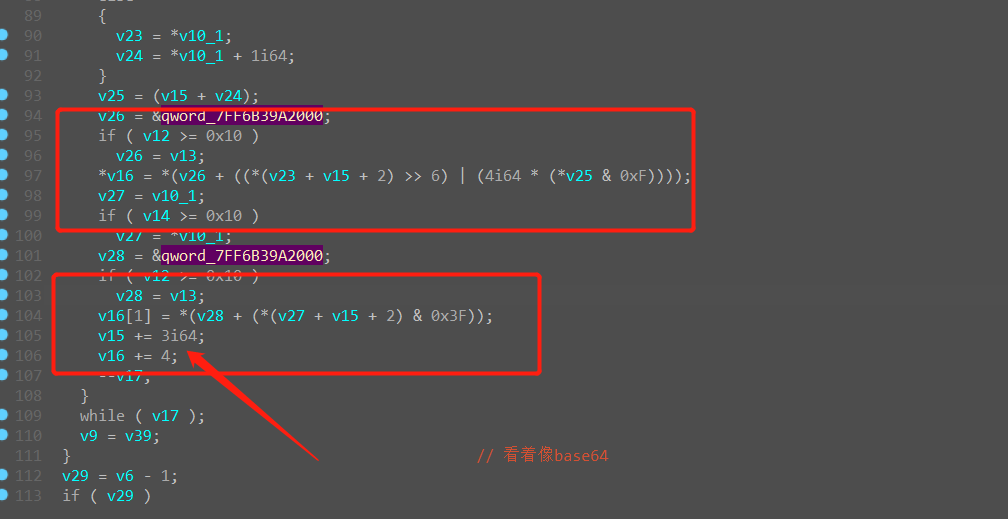 89 {
90 v23 = *v10_1;
91 v24 = *v10_1 + 1i64;
92 }
93 v25 = (v15 + v24);
94 v26 = &qword_7FF6B39A2000;
95 if ( v12 >= 0x10 )
96 v26 = v13;
97 *v16 = *(v26 + ((*(v23 + v15 + 2) >> 6) | (4i64 * (*v25 & 0xF))));
98 v27 = v10_1;
99 if ( v14 >= 0x10 )
100 v27 = *v10_1;
101 v28 = &qword_7FF6B39A2000;
102 if ( v12 >= 0x10 )
103 v28 = v13;
104 v16[1] = *(v28 + (*(v27 + v15 + 2) & 0x3F));
105 v15 += 3i64;
106 v16 += 4;
107 --v17;
108 }
109 while ( v17 );
110 v9 = v39;
111 } // 看着像base64
112 v29 = v6 - 1;
113 if ( v29 )